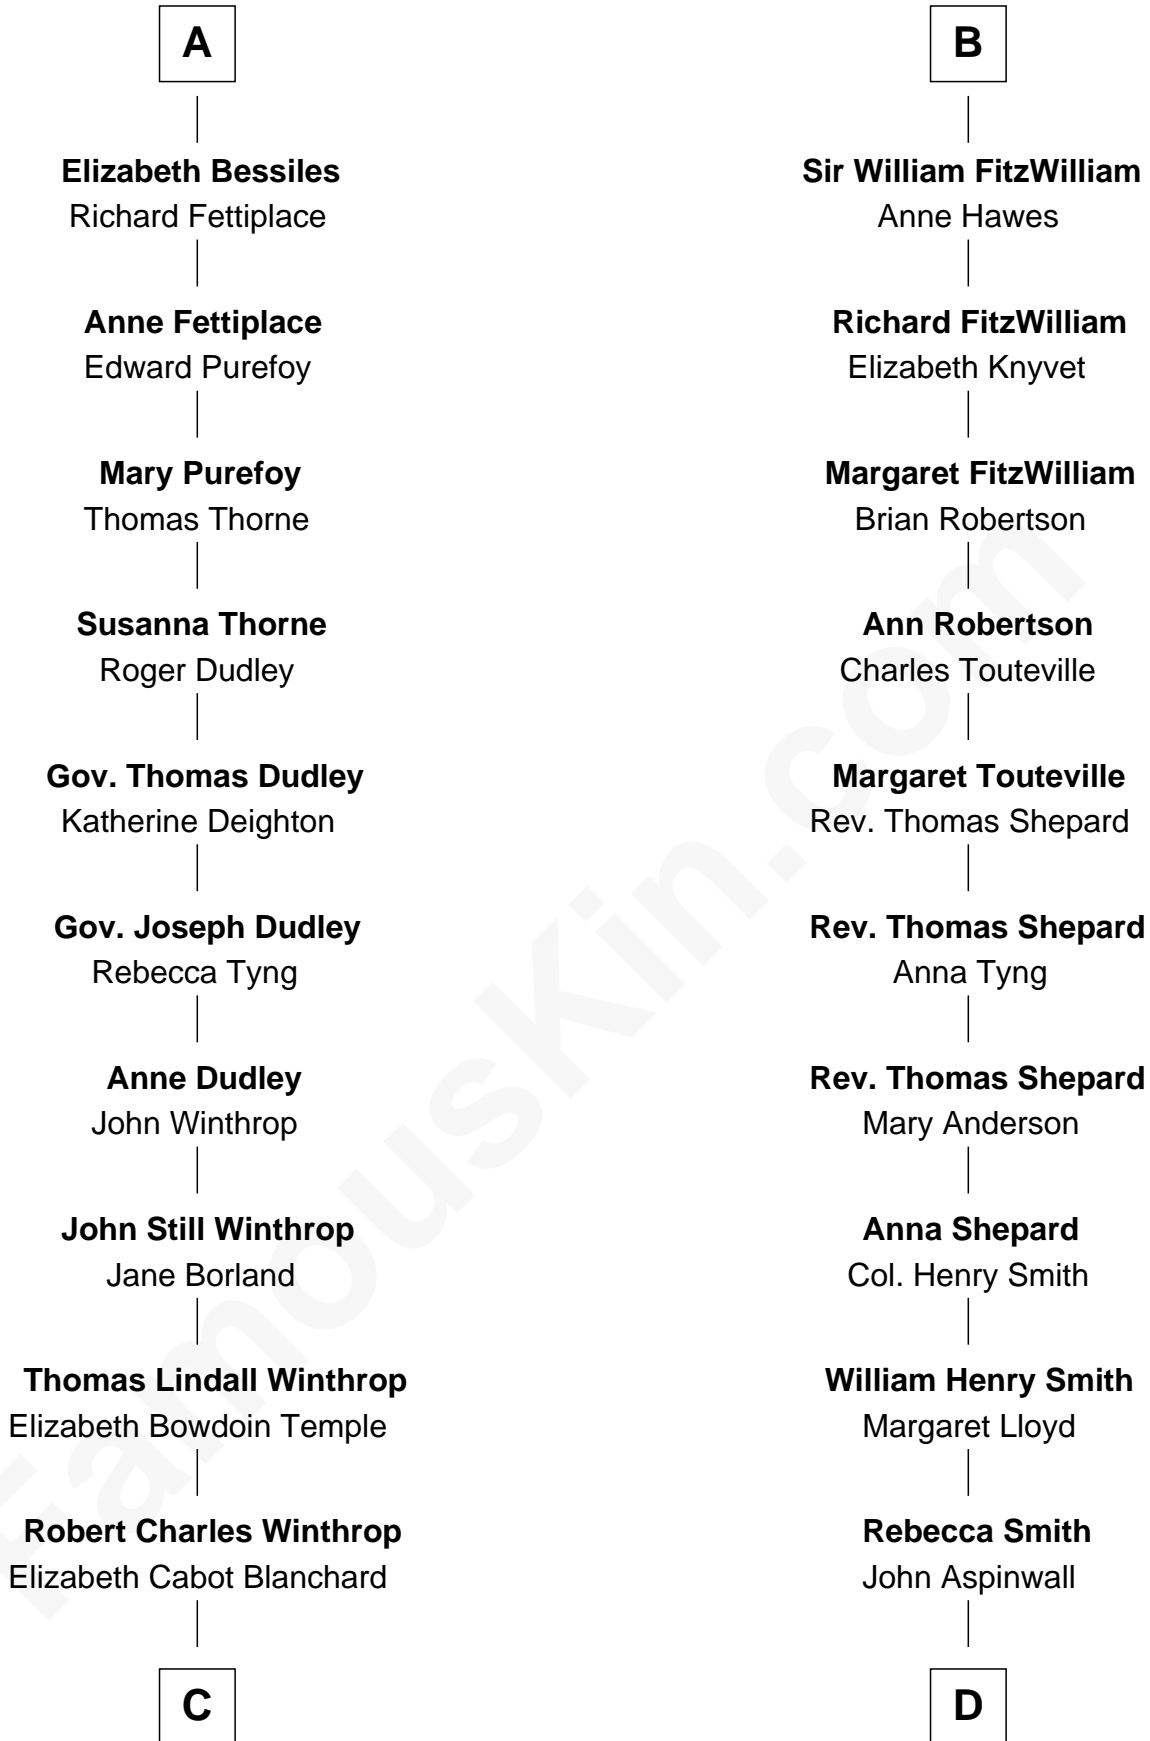 A
Elizabeth Bessiles
Richard Fettiplace
Anne Fettiplace
Edward Purefoy
Mary Purefoy
Thomas Thorne
Susanna Thorne
Roger Dudley
Gov. Thomas Dudley
Katherine Deighton
Gov. Joseph Dudley
Rebecca Tyng
Anne Dudley
John Winthrop
John Still Winthrop
Jane Borland
Thomas Lindall Winthrop
Elizabeth Bowdoin Temple
Robert Charles Winthrop
Elizabeth Cabot Blanchard
C
B
Sir William FitzWilliam
Anne Hawes
Richard FitzWilliam
Elizabeth Knyvet
Margaret FitzWilliam
Brian Robertson
Ann Robertson
Charles Touteville
Margaret Touteville
Rev. Thomas Shepard
Rev. Thomas Shepard
Anna Tyng
Rev. Thomas Shepard
Mary Anderson
Anna Shepard
Col. Henry Smith
William Henry Smith
Margaret Lloyd
Rebecca Smith
John Aspinwall
D
FamousKin.com